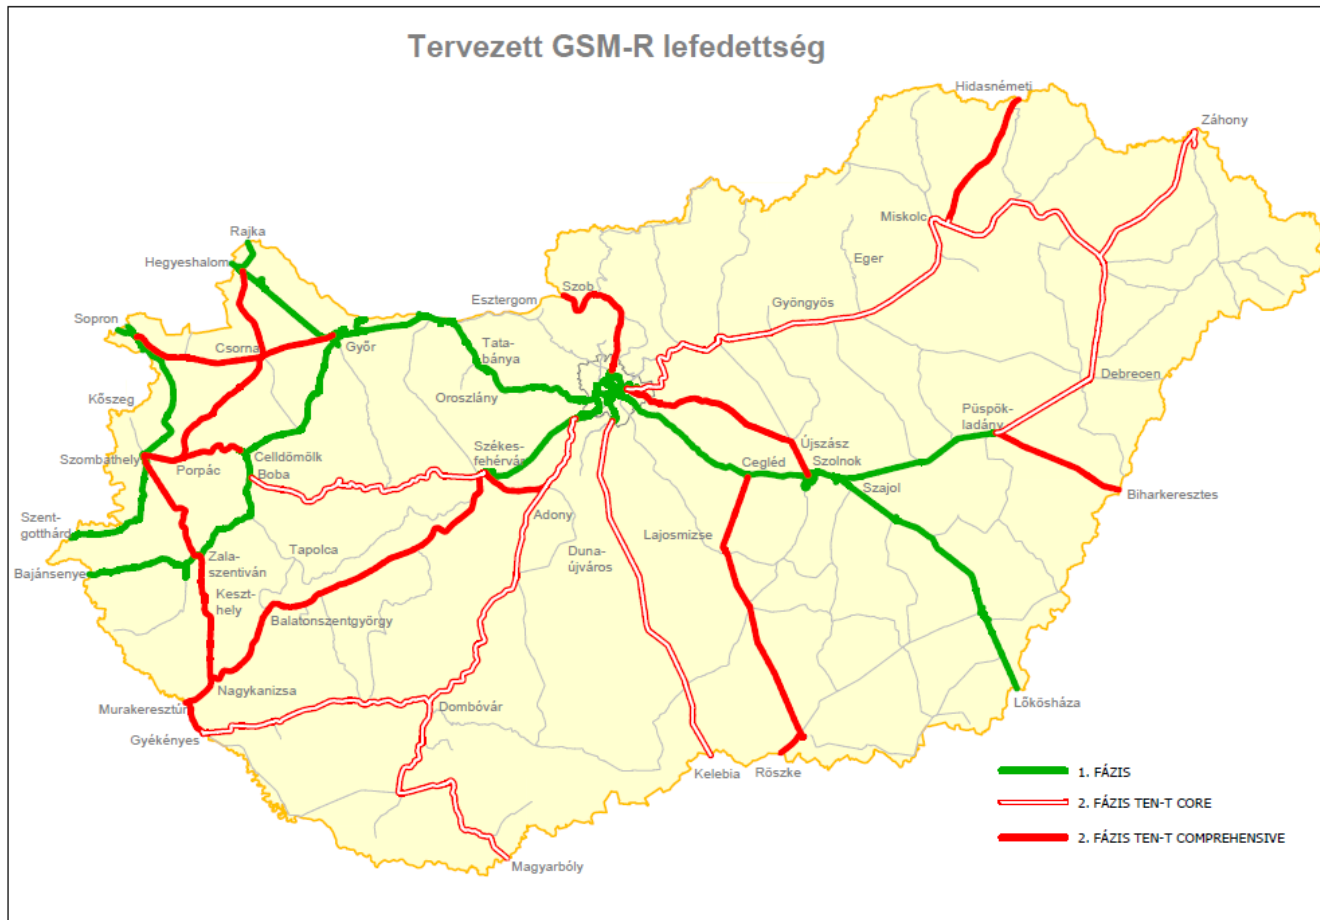 Tervezett GSM-R lefedettség
Hidasnémeti
Záhony
Rajka
Hegyeshalom
Miskolc
Eger
Szob
Esztergom
Gyöngyös
Sopron
Csorna
Győr
Tata-
bánya
Oroszlány
Debrecen
Kőszeg
Püspök-
ladány
Szombathely
Porpác
Celldömölk
Boba
Székes-
fehérvár
Újszász
Cegléd
Szolnok
Szajol
Biharkeresztes
Szent-
gotthárd
Adony
Lajosmizse
Bajánsenye
Zala-
szentiván
Tapolca
Duna-
újváros
Keszt-
hely
Balatonszentgyörgy
Nagykanizsa
Murakeresztúr
Dombóvár
Gyékényes
Lőkösháza
Kelebia
Röszke
Magyarbóly
1. FÁZIS
2. FÁZIS TEN-T CORE
2. FÁZIS TEN-T COMPREHENSIVE